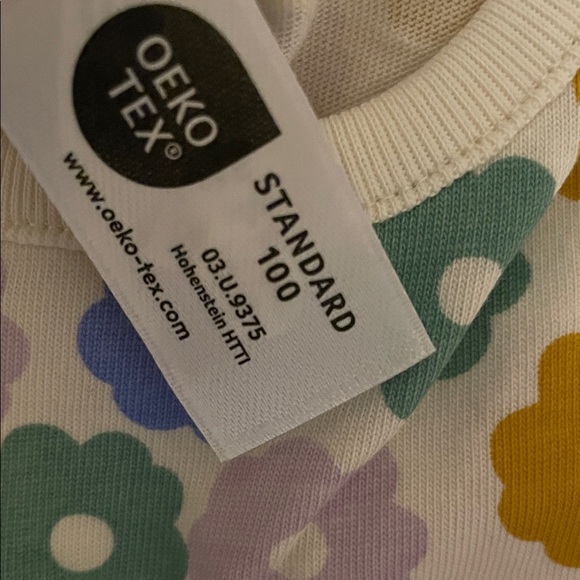 OEKO
TEX®
STANDARD
100
03.U.9375
Hohenstein HTTI
www.oeko-tex.com